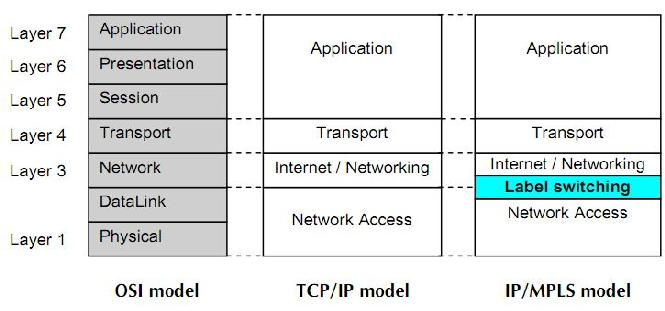 Layer 7
Application
Application
Application
Layer 6
Presentation
Layer 5
Session
Layer 4
Transport
Transport
Transport
Layer 3
Network
Internet / Networking
Internet / Networking
Label switching
DataLink
Network Access
Network Access
Layer 1
Physical
OSI model
TCP/IP model
IP/MPLS model